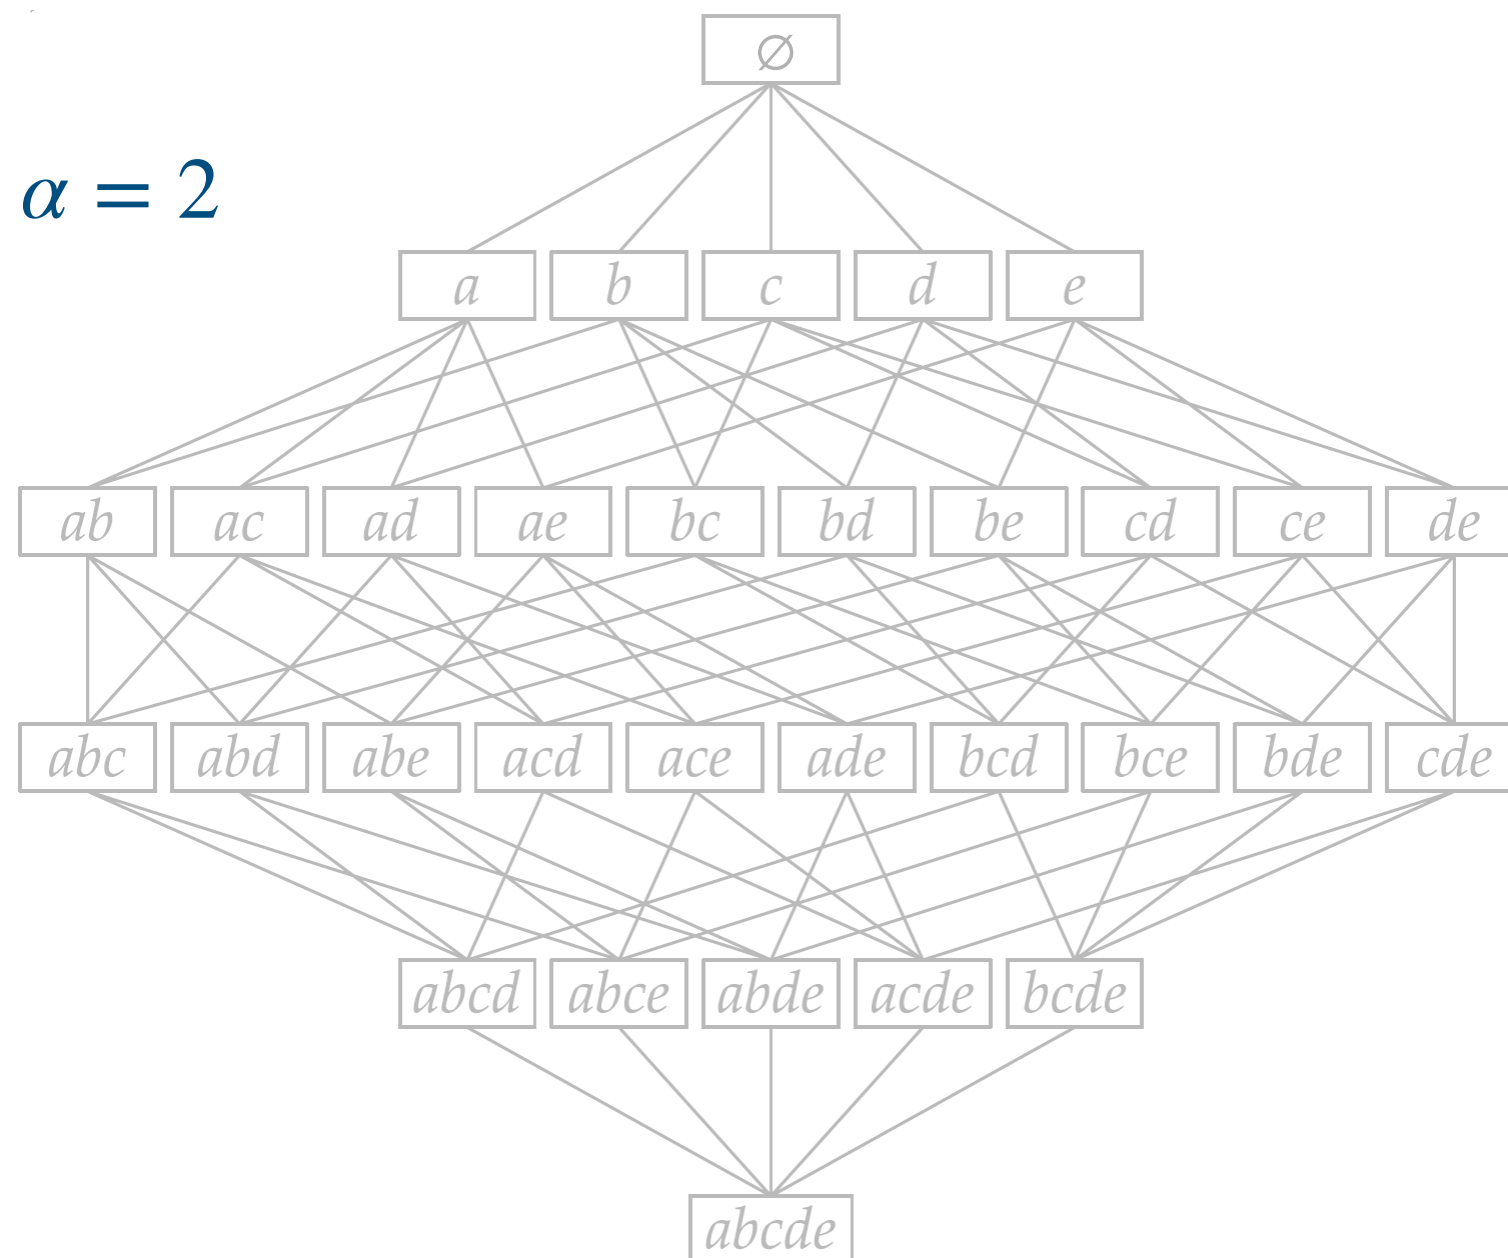 ∅
α = 2
a b c d e
ab ac ad ae bc bd be cd ce de
abc abd abe acd ace ade bcd bce bde cde
abcd abce abde acde bcde
abcde